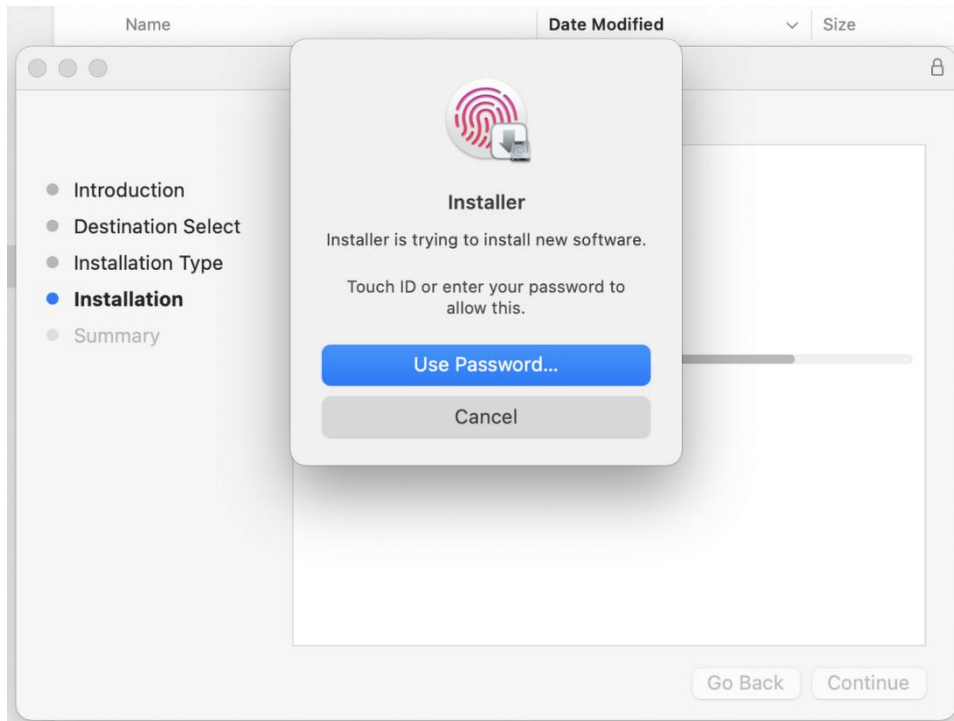 Name Date Modified Size
Installer
Installer is trying to install new software.
Touch ID or enter your password to
allow this.
Use Password...
Cancel
Introduction
Destination Select
Installation Type
Installation
Summary
Go Back Continue